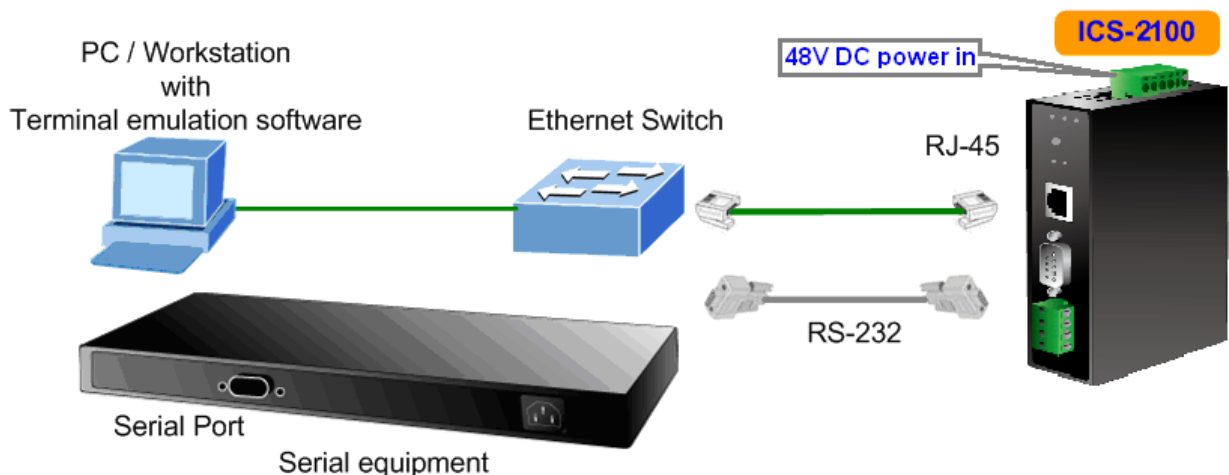 ICS-2100
48V DC power in
PC / Workstation
with
Terminal emulation software
Ethernet Switch
RJ-45
RS-232
Serial Port
Serial equipment